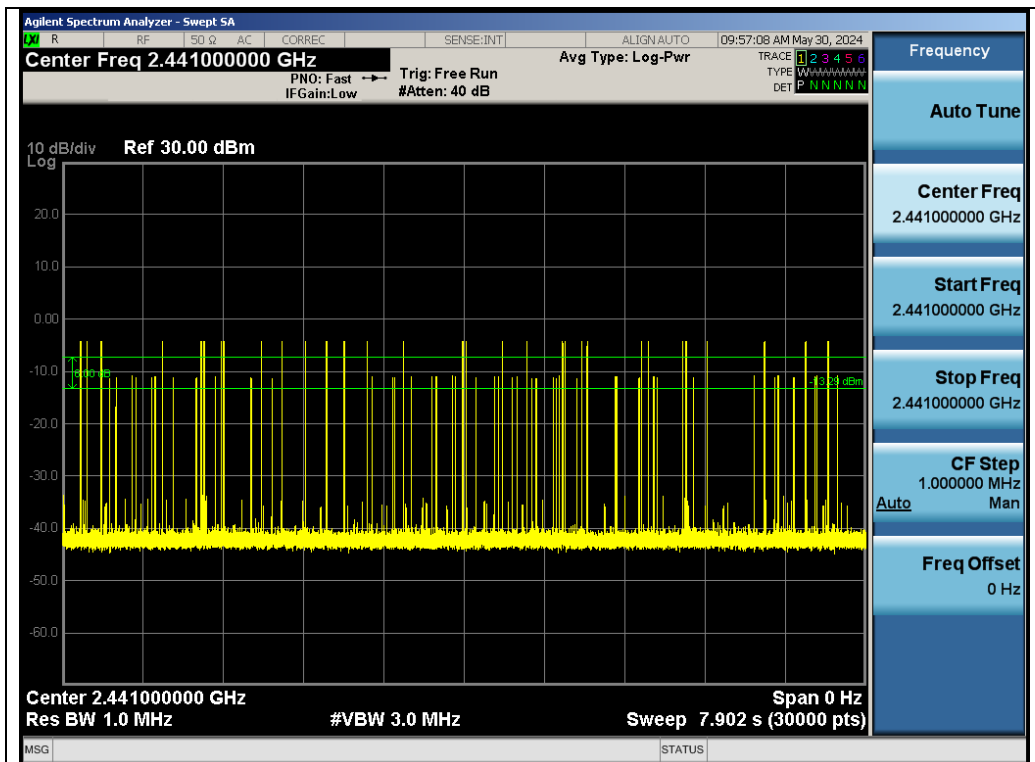 Agilent Spectrum Analyzer - Swept SA
LXI R RF 50 Ω AC CORREC SENSE:INT ALIGN AUTO 09:57:08 AM May 30, 2024
Center Freq 2.441000000 GHz
PNO: Fast
IFGain:Low
Trig: Free Run
#Atten: 40 dB
Avg Type: Log-Pwr
TRACE 1 2 3 4 5 6
TYPE WWWWWW
DET P N N N N N
10 dB/div Ref 30.00 dBm
Log
20.0
10.0
0.00
-10.0
-20.0
-30.0
-40.0
-50.0
-60.0
6.00 dB
-13.29 dBm
Center 2.441000000 GHz Span 0 Hz
Res BW 1.0 MHz #VBW 3.0 MHz Sweep 7.902 s (30000 pts)
MSG STATUS
Frequency
Auto Tune
Center Freq
2.441000000 GHz
Start Freq
2.441000000 GHz
Stop Freq
2.441000000 GHz
CF Step
1.000000 MHz
Auto Man
Freq Offset
0 Hz